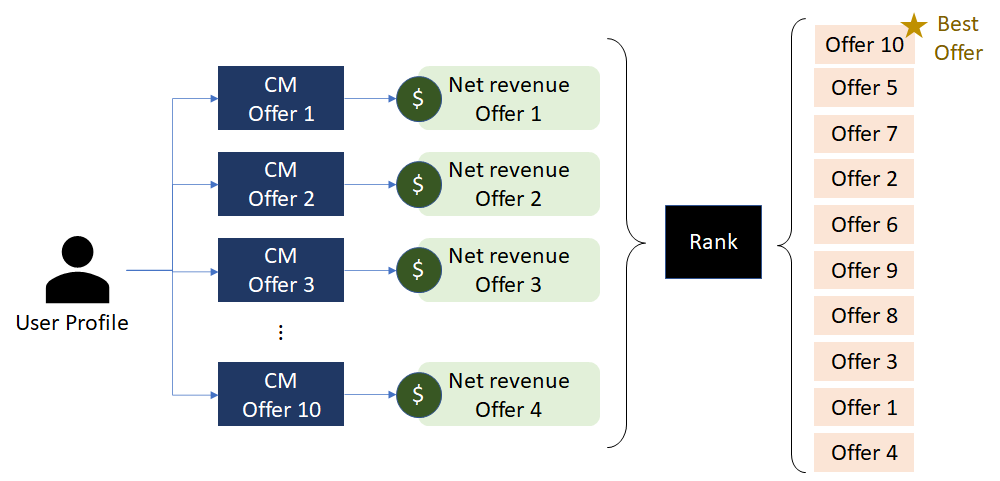 User Profile
CM
Offer 1
$
Net revenue
Offer 1
CM
Offer 2
$
Net revenue
Offer 2
CM
Offer 3
$
Net revenue
Offer 3
...
CM
Offer 10
$
Net revenue
Offer 4
Rank
Offer 10
Best
Offer
Offer 5
Offer 7
Offer 2
Offer 6
Offer 9
Offer 8
Offer 3
Offer 1
Offer 4